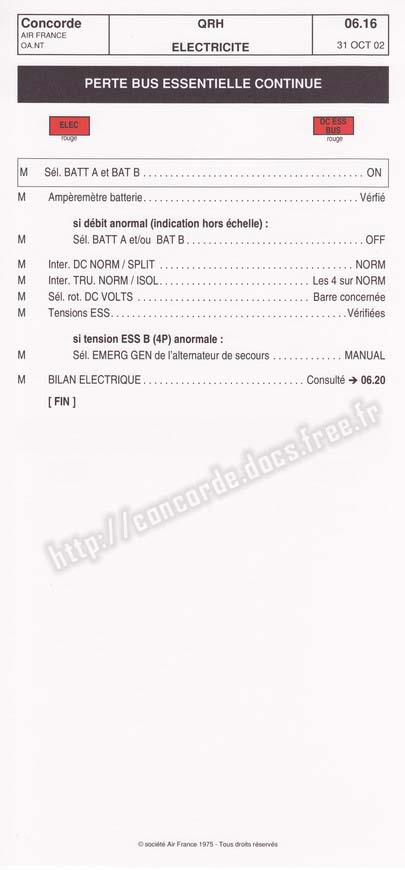 Concorde QRH 06.16
AIR FRANCE
OA.NT ELECTRICITE 31 OCT 02
PERTE BUS ESSENTIELLE CONTINUE
ELEC DC ESS
BUS
rouge rouge
M Sél. BATT A et BAT B ........................................ ON
M Ampèremètre batterie ........................................ Vérfié
si débit anormal (indication hors échelle) :
M Sél. BATT A et/ou BAT B ................................. OFF
M Inter. DC NORM / SPLIT .................................... NORM
M Inter. TRU. NORM / ISOL ........................... Les 4 sur NORM
M Sél. rot. DC VOLTS ............................... Barre concernée
M Tensions ESS ............................................ Vérifiées
si tension ESS B (4P) anormale :
M Sél. EMERG GEN de l'alternateur de secours ............ MANUAL
M BILAN ELECTRIQUE ............................. Consulté ➔ 06.20
[ FIN ]
http://concorde.docs.free.fr
© société Air France 1975 - Tous droits réservés